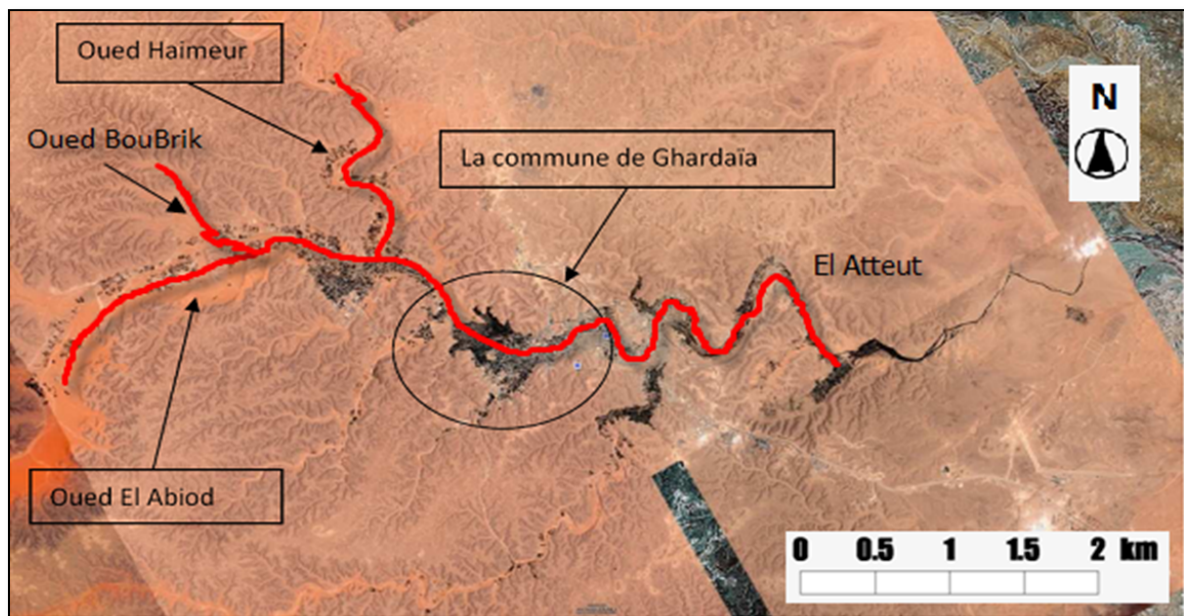 Oued Haimeur
N
Oued BouBrik
La commune de Ghardaïa
El Atteut
Oued El Abiod
0 0.5 1 1.5 2 km